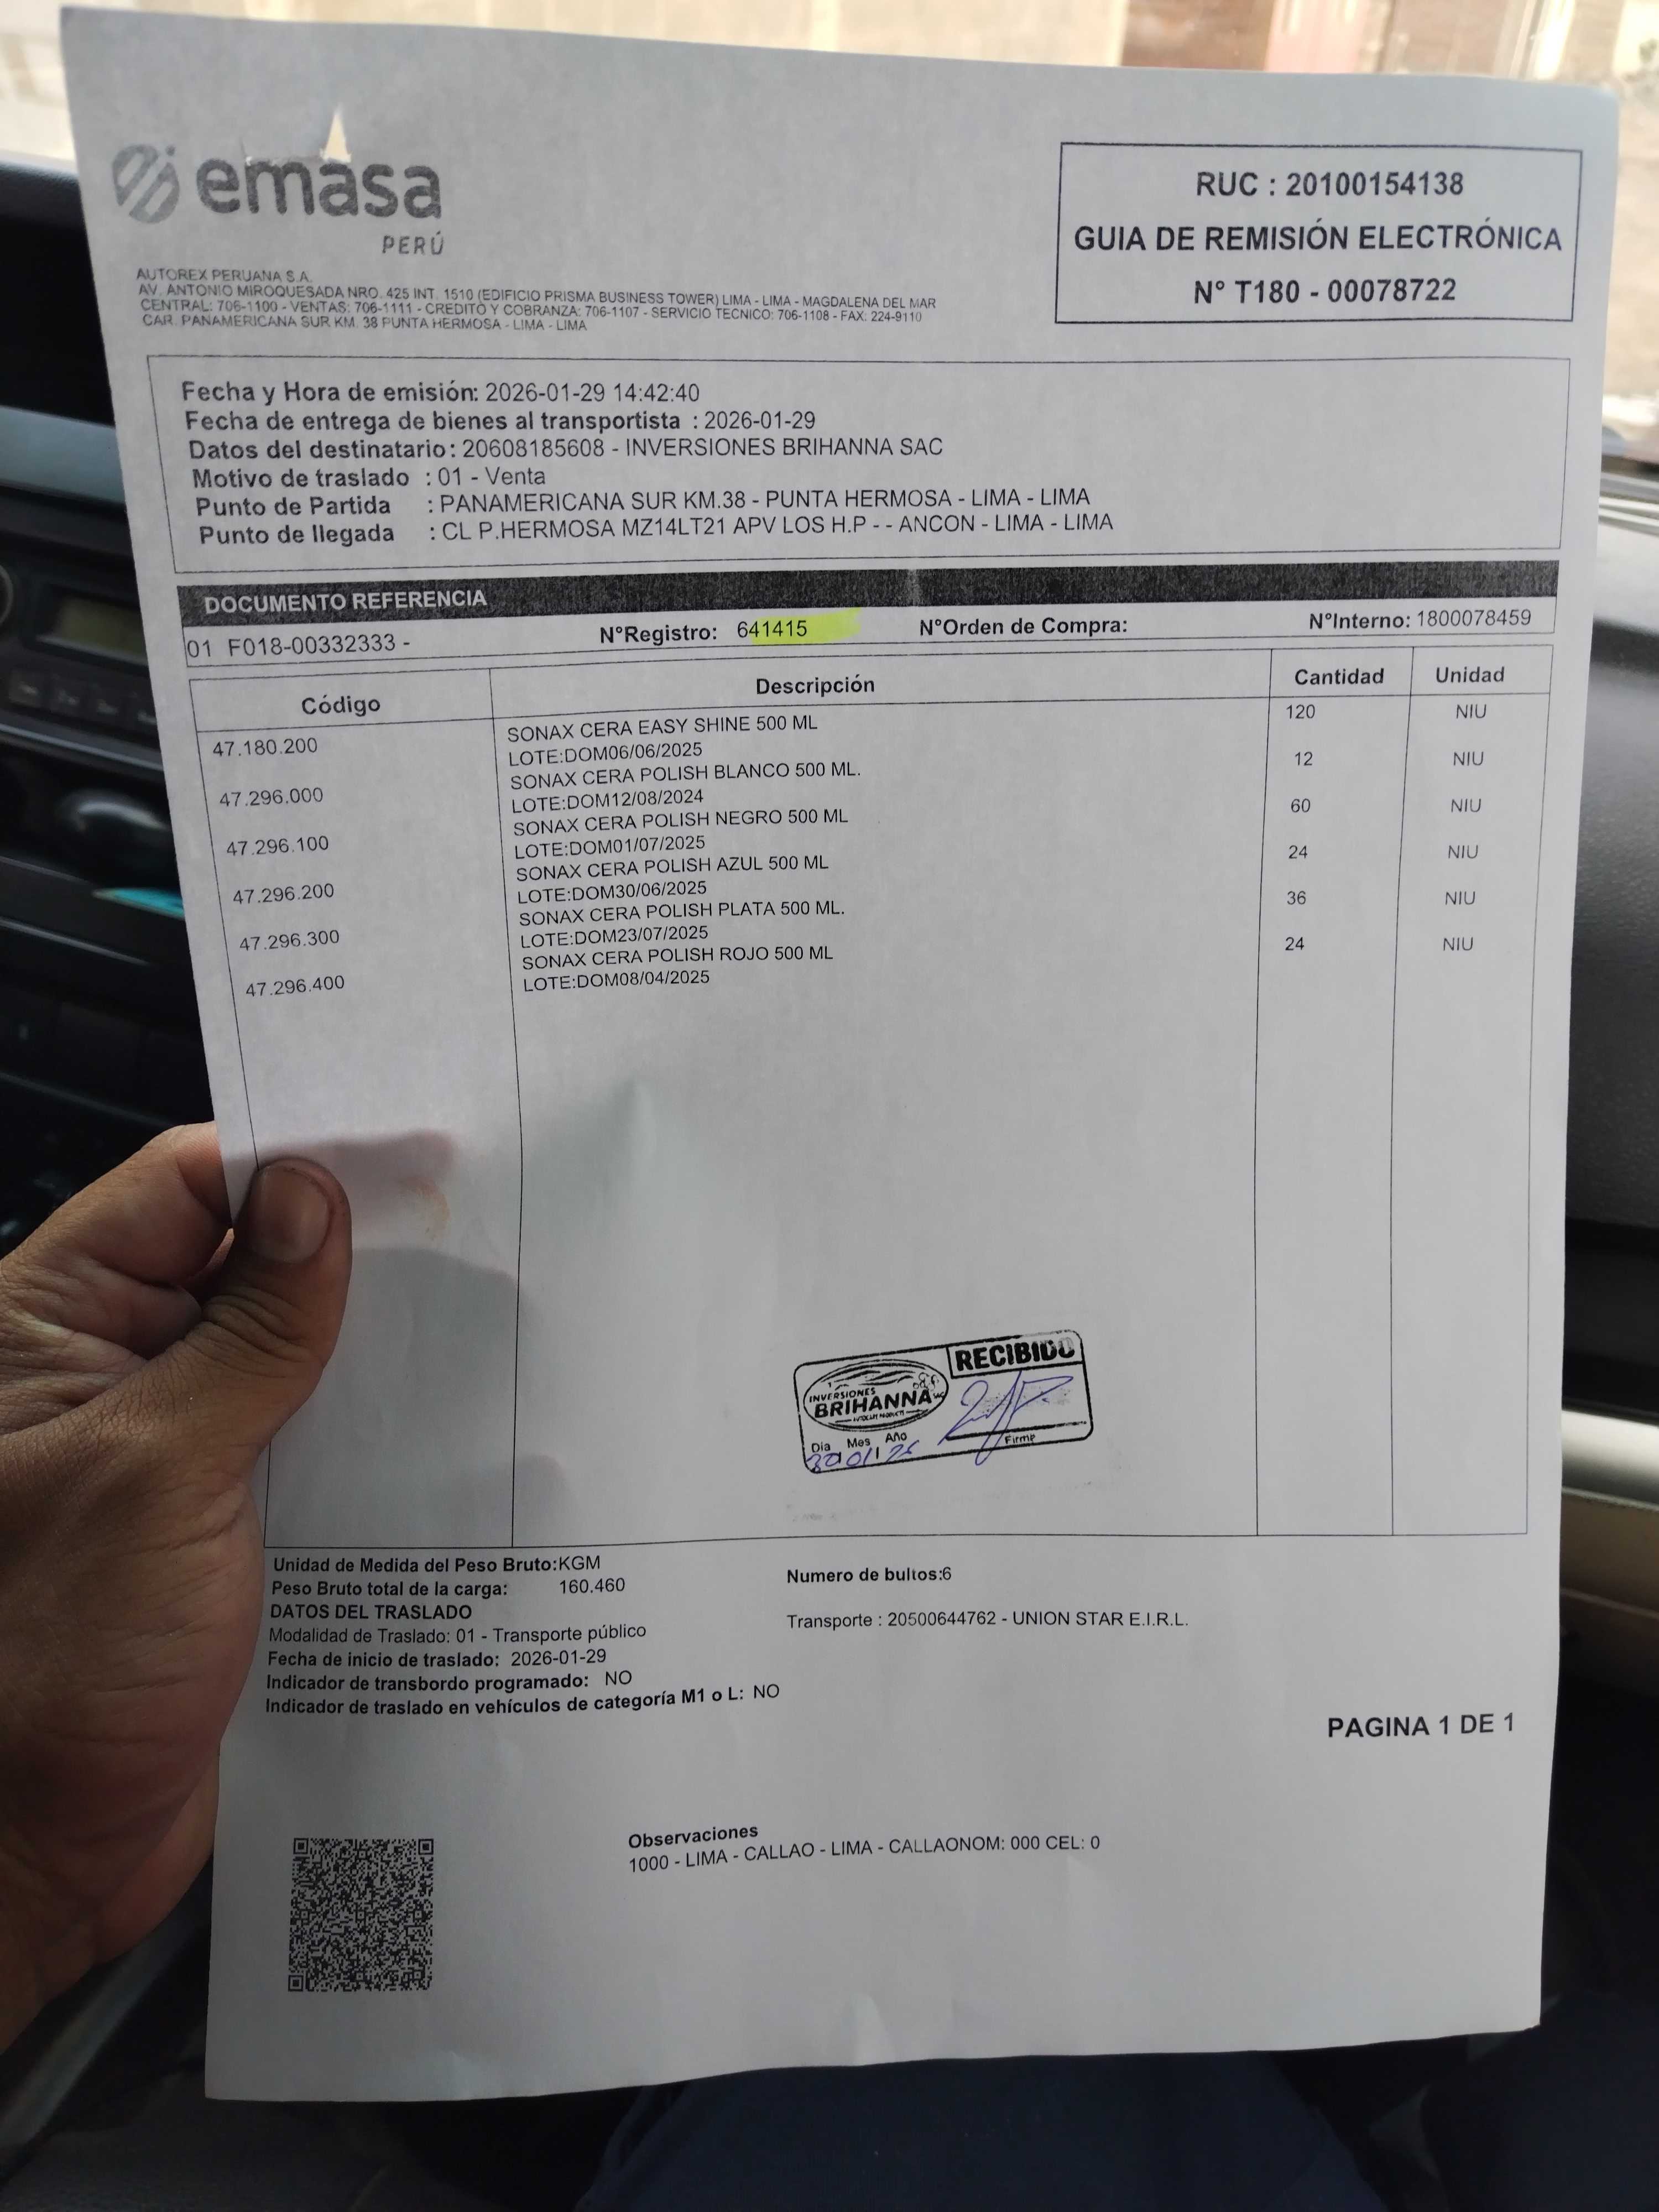 emasa
PERÚ
RUC : 20100154138
GUIA DE REMISIÓN ELECTRÓNICA
N° T180 - 00078722
AUTOREX PERUANA S.A.
AV. ANTONIO MIROQUESADA NRO. 425 INT. 1510 (EDIFICIO PRISMA BUSINESS TOWER) LIMA - LIMA - MAGDALENA DEL MAR
CENTRAL: 706-1100 - VENTAS: 706-1111 - CREDITO Y COBRANZA: 706-1107 - SERVICIO TECNICO: 706-1108 - FAX: 224-9110
CAR. PANAMERICANA SUR KM. 38 PUNTA HERMOSA - LIMA - LIMA
Fecha y Hora de emisión: 2026-01-29 14:42:40
Fecha de entrega de bienes al transportista : 2026-01-29
Datos del destinatario: 20608185608 - INVERSIONES BRIHANNA SAC
Motivo de traslado : 01 - Venta
Punto de Partida : PANAMERICANA SUR KM.38 - PUNTA HERMOSA - LIMA - LIMA
Punto de llegada : CL P.HERMOSA MZ14LT21 APV LOS H.P - - ANCON - LIMA - LIMA
DOCUMENTO REFERENCIA
01 F018-00332333 - N°Registro: 641415 N°Orden de Compra: N°Interno: 1800078459
Código Descripción Cantidad Unidad
47.180.200 SONAX CERA EASY SHINE 500 ML 120 NIU
LOTE:DOM06/06/2025
47.296.000 SONAX CERA POLISH BLANCO 500 ML. 12 NIU
LOTE:DOM12/08/2024
47.296.100 SONAX CERA POLISH NEGRO 500 ML 60 NIU
LOTE:DOM01/07/2025
47.296.200 SONAX CERA POLISH AZUL 500 ML 24 NIU
LOTE:DOM30/06/2025
47.296.300 SONAX CERA POLISH PLATA 500 ML. 36 NIU
LOTE:DOM23/07/2025
47.296.400 SONAX CERA POLISH ROJO 500 ML 24 NIU
LOTE:DOM08/04/2025
RECIBIDO
INVERSIONES
BRIHANNA
Dia Mes Año
Firma
Unidad de Medida del Peso Bruto:KGM
Peso Bruto total de la carga: 160.460
Numero de bultos:6
DATOS DEL TRASLADO
Modalidad de Traslado: 01 - Transporte público
Transporte : 20500644762 - UNION STAR E.I.R.L.
Fecha de inicio de traslado: 2026-01-29
Indicador de transbordo programado: NO
Indicador de traslado en vehículos de categoría M1 o L: NO
PAGINA 1 DE 1
Observaciones
1000 - LIMA - CALLAO - LIMA - CALLAONOM: 000 CEL: 0